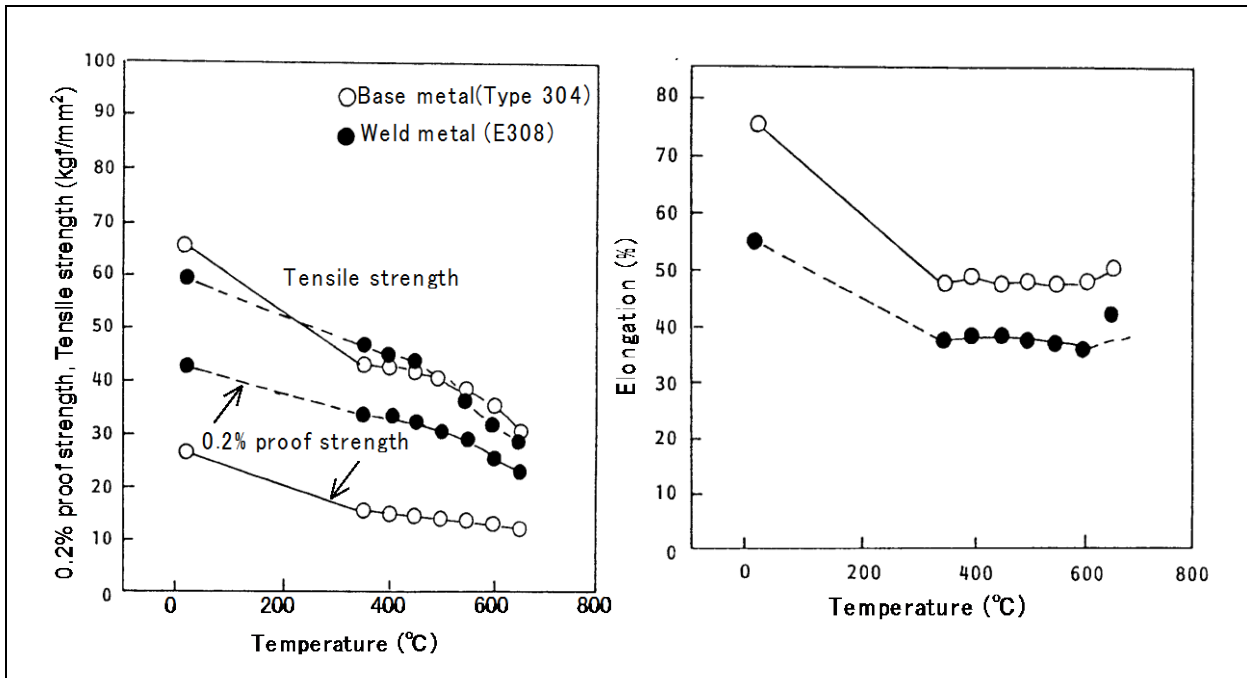 0.2% proof strength, Tensile strength (kgf/mm²)
100
90
80
70
60
50
40
30
20
10
0
Base metal(Type 304)
Weld metal (E308)
Tensile strength
0.2% proof strength
0 200 400 600 800
Temperature (°C)
Elongation (%)
80
75
70
60
50
40
30
0
0 200 400 600 800
Temperature (°C)